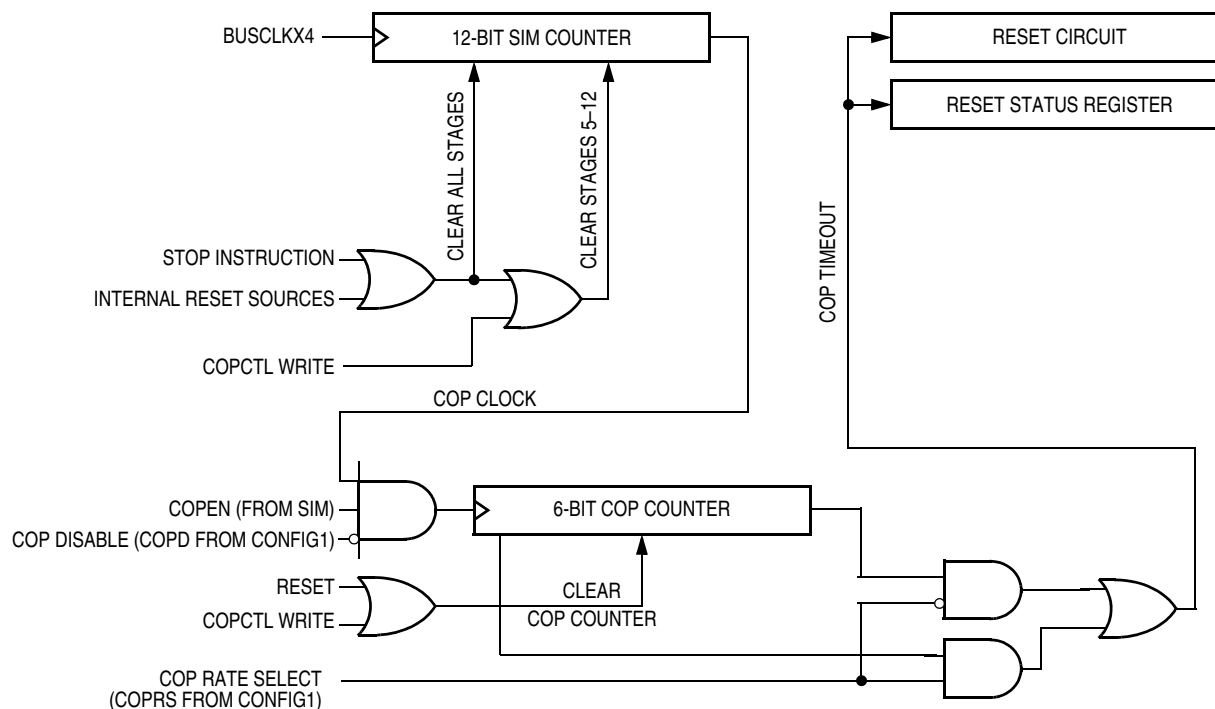 BUSCLKX4
12-BIT SIM COUNTER
RESET CIRCUIT
RESET STATUS REGISTER
CLEAR ALL STAGES
CLEAR STAGES 5–12
COP TIMEOUT
STOP INSTRUCTION
INTERNAL RESET SOURCES
COPCTL WRITE
COP CLOCK
COPEN (FROM SIM)
COP DISABLE (COPD FROM CONFIG1)
6-BIT COP COUNTER
RESET
COPCTL WRITE
CLEAR
COP COUNTER
COP RATE SELECT
(COPRS FROM CONFIG1)